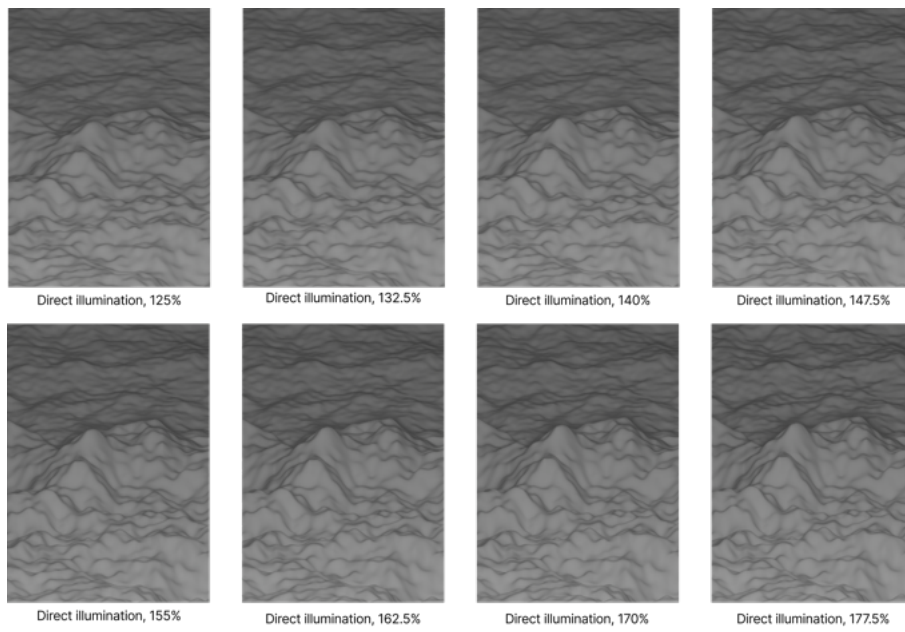 Direct illumination, 125%
Direct illumination, 132.5%
Direct illumination, 140%
Direct illumination, 147.5%
Direct illumination, 155%
Direct illumination, 162.5%
Direct illumination, 170%
Direct illumination, 177.5%